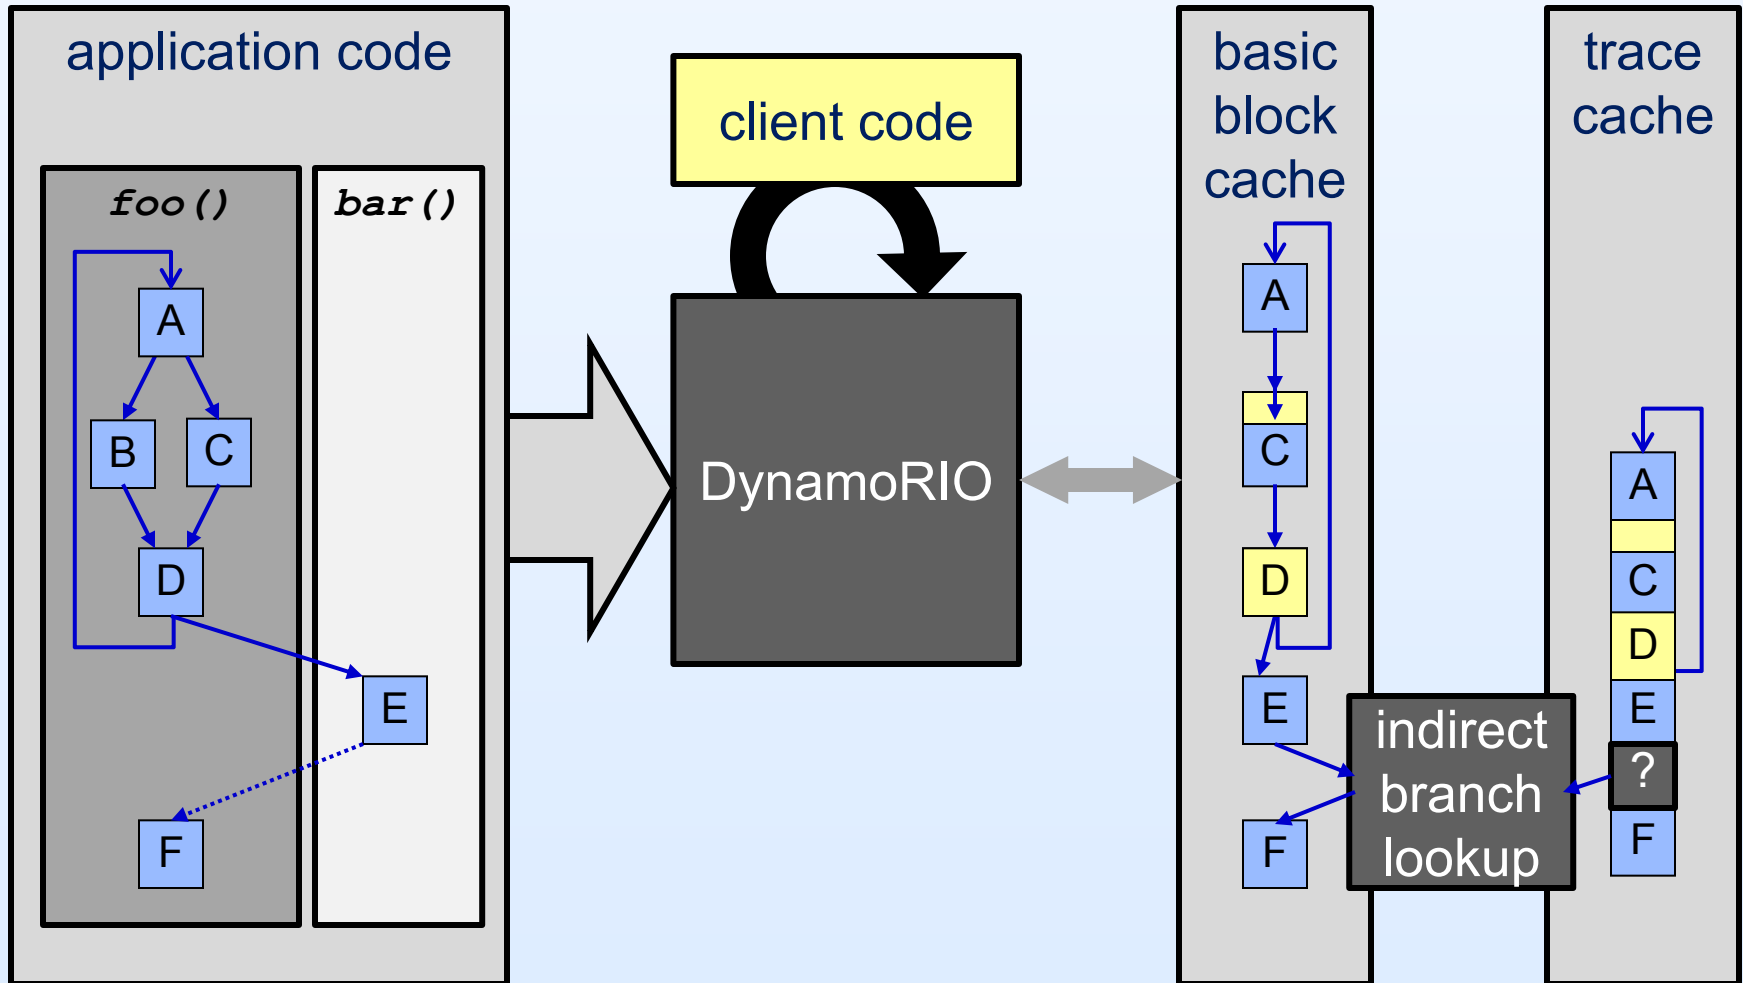 application code
foo()
bar()
A
B
C
D
E
F
client code
DynamoRIO
basic
block
cache
A
C
D
E
F
indirect
branch
lookup
trace
cache
A
C
D
E
?
F